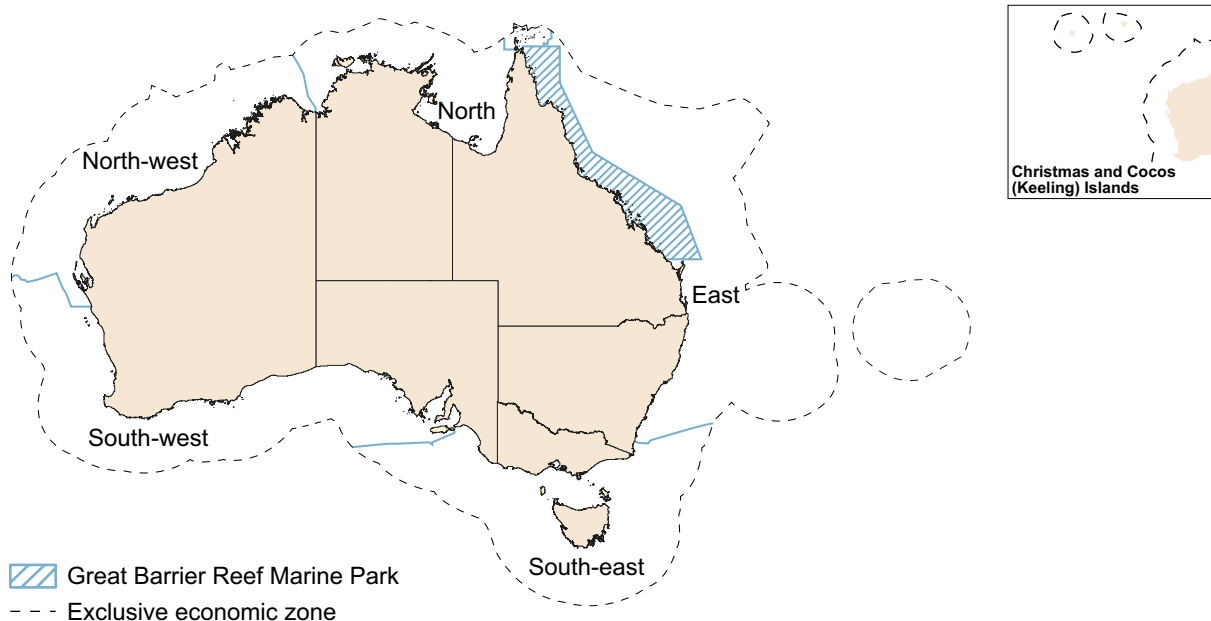 North
North-west
Christmas and Cocos
(Keeling) Islands
East
South-west
South-east
Great Barrier Reef Marine Park
Exclusive economic zone